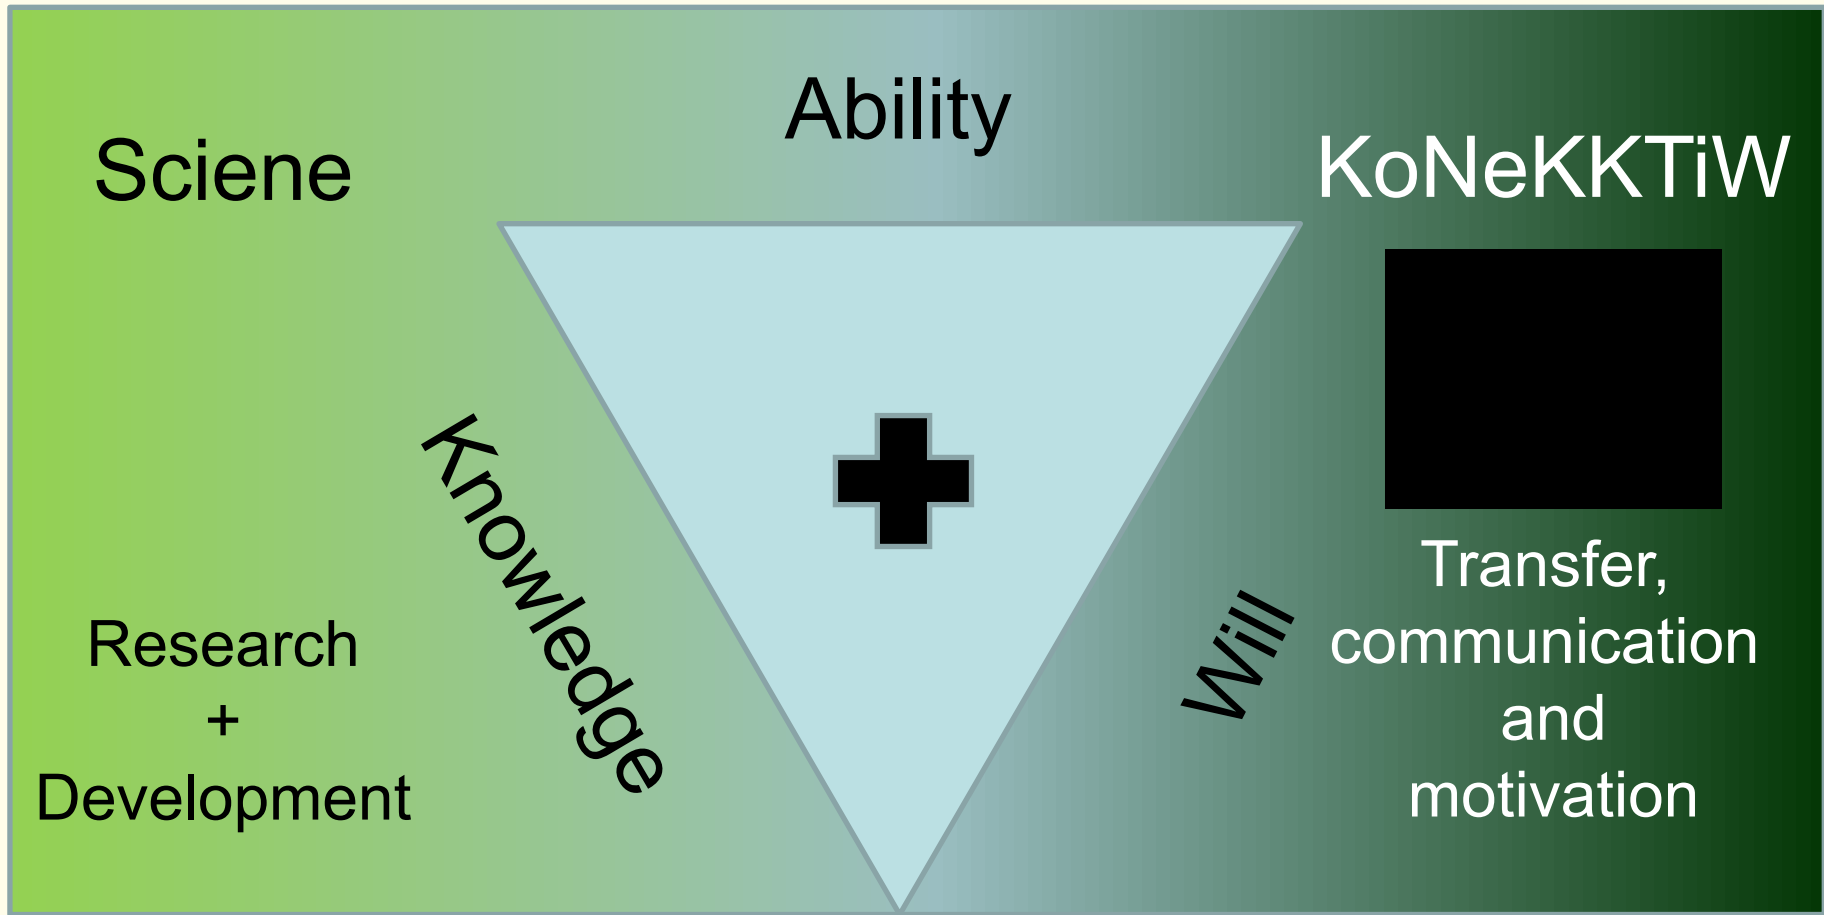 Ability
Sciene
KoNeKKTiW
Knowledge
Will
Research
+
Development
Transfer,
communication
and
motivation